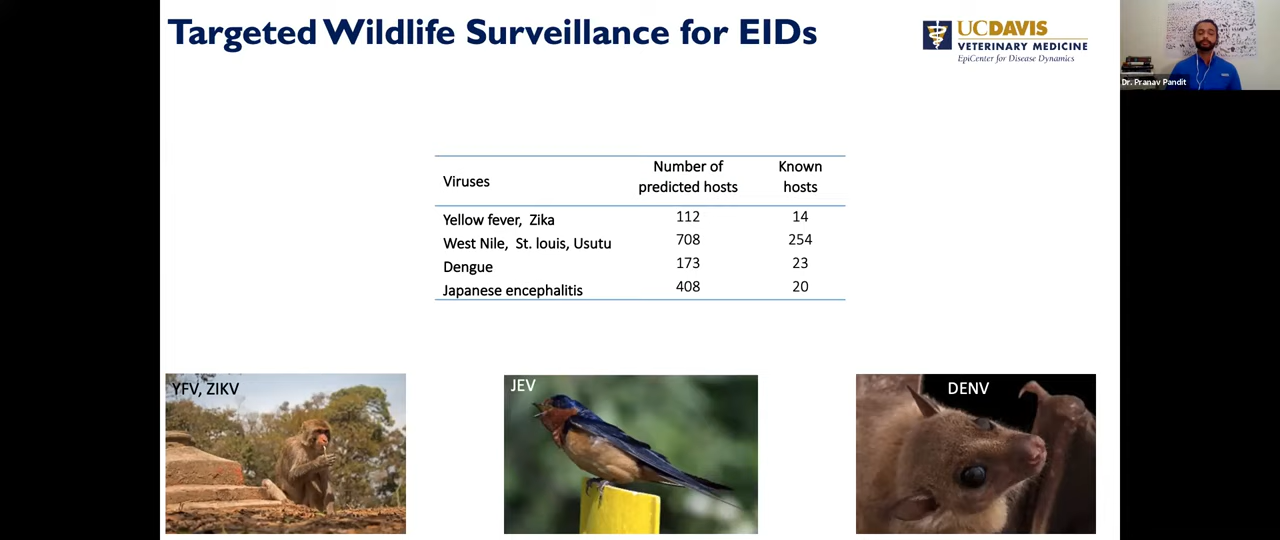 Targeted Wildlife Surveillance for EIDs
UCDAVIS
VETERINARY MEDICINE
EpiCenter for Disease Dynamics
Dr. Pranav Pandit
Viruses Number of predicted hosts Known hosts
Yellow fever, Zika 112 14
West Nile, St. louis, Usutu 708 254
Dengue 173 23
Japanese encephalitis 408 20
YFV, ZIKV
JEV
DENV